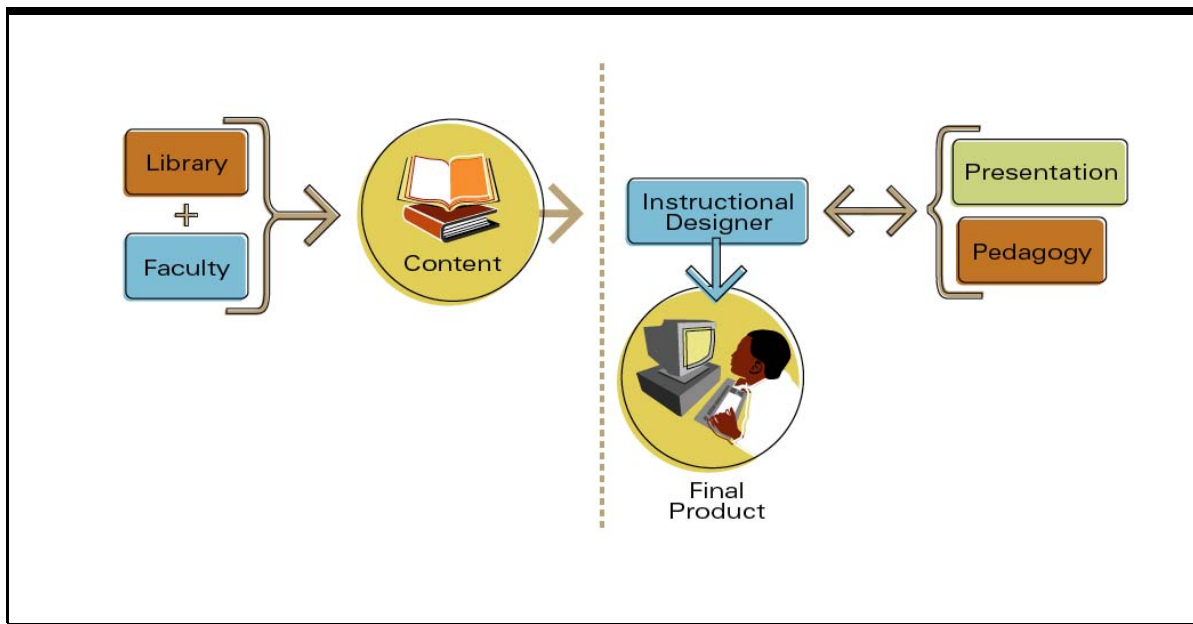 Library
+
Faculty
Content
Instructional
Designer
Final
Product
Presentation
Pedagogy